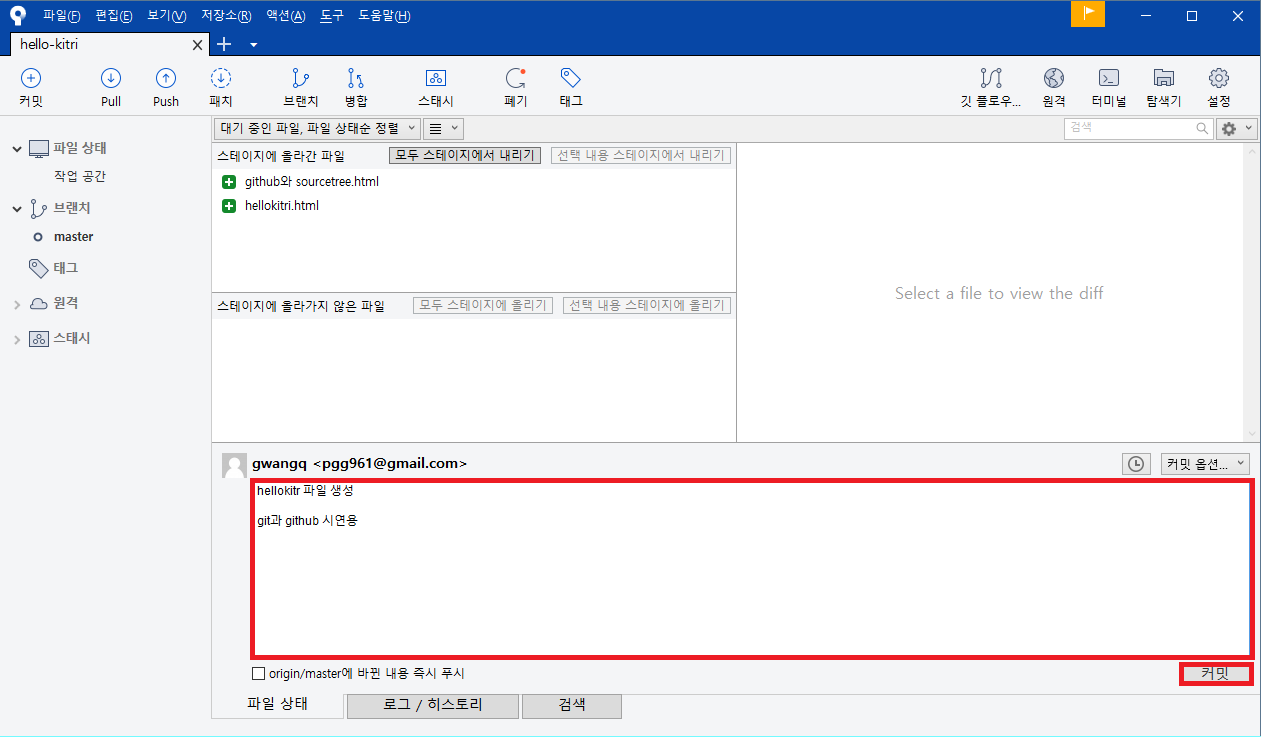 파일(F) 편집(E) 보기(V) 저장소(R) 액션(A) 도구 도움말(H)
hello-kitri
커밋 Pull Push 패치 브랜치 병합 스태시 폐기 태그 깃 플로우... 원격 터미널 탐색기 설정
대기 중인 파일, 파일 상태순 정렬 검색
파일 상태
작업 공간
브랜치
master
태그
원격
스태시
스테이지에 올라간 파일 모두 스테이지에서 내리기 선택 내용 스테이지에서 내리기
github와 sourcetree.html
hellokitri.html
스테이지에 올라가지 않은 파일 모두 스테이지에 올리기 선택 내용 스테이지에 올리기
Select a file to view the diff
gwangq <pgg961@gmail.com> 커밋 옵션...
hellokitr 파일 생성
git과 github 시연용
origin/master에 바뀐 내용 즉시 푸시 커밋
파일 상태 로그 / 히스토리 검색